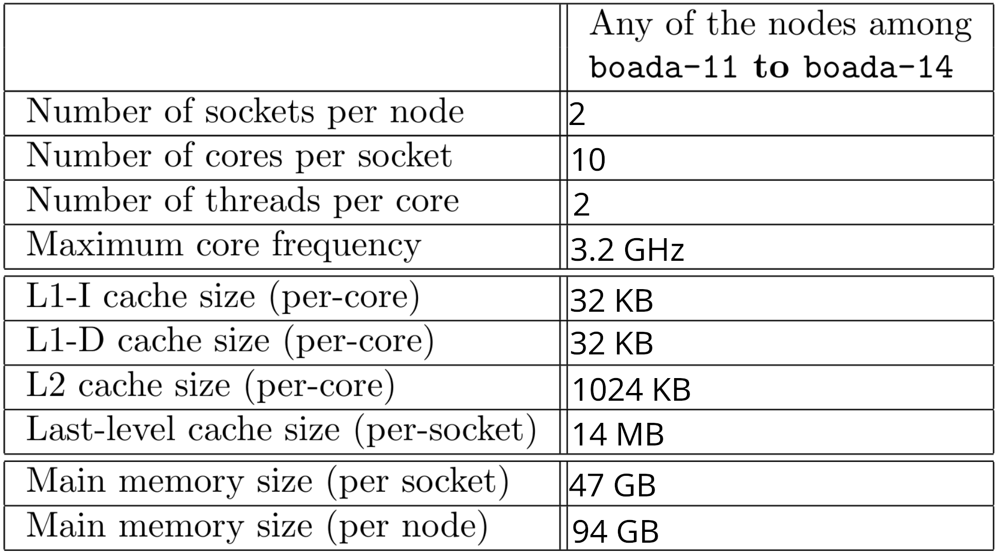 Any of the nodes among
boada-11 to boada-14
Number of sockets per node 2
Number of cores per socket 10
Number of threads per core 2
Maximum core frequency 3.2 GHz
L1-I cache size (per-core) 32 KB
L1-D cache size (per-core) 32 KB
L2 cache size (per-core) 1024 KB
Last-level cache size (per-socket) 14 MB
Main memory size (per socket) 47 GB
Main memory size (per node) 94 GB